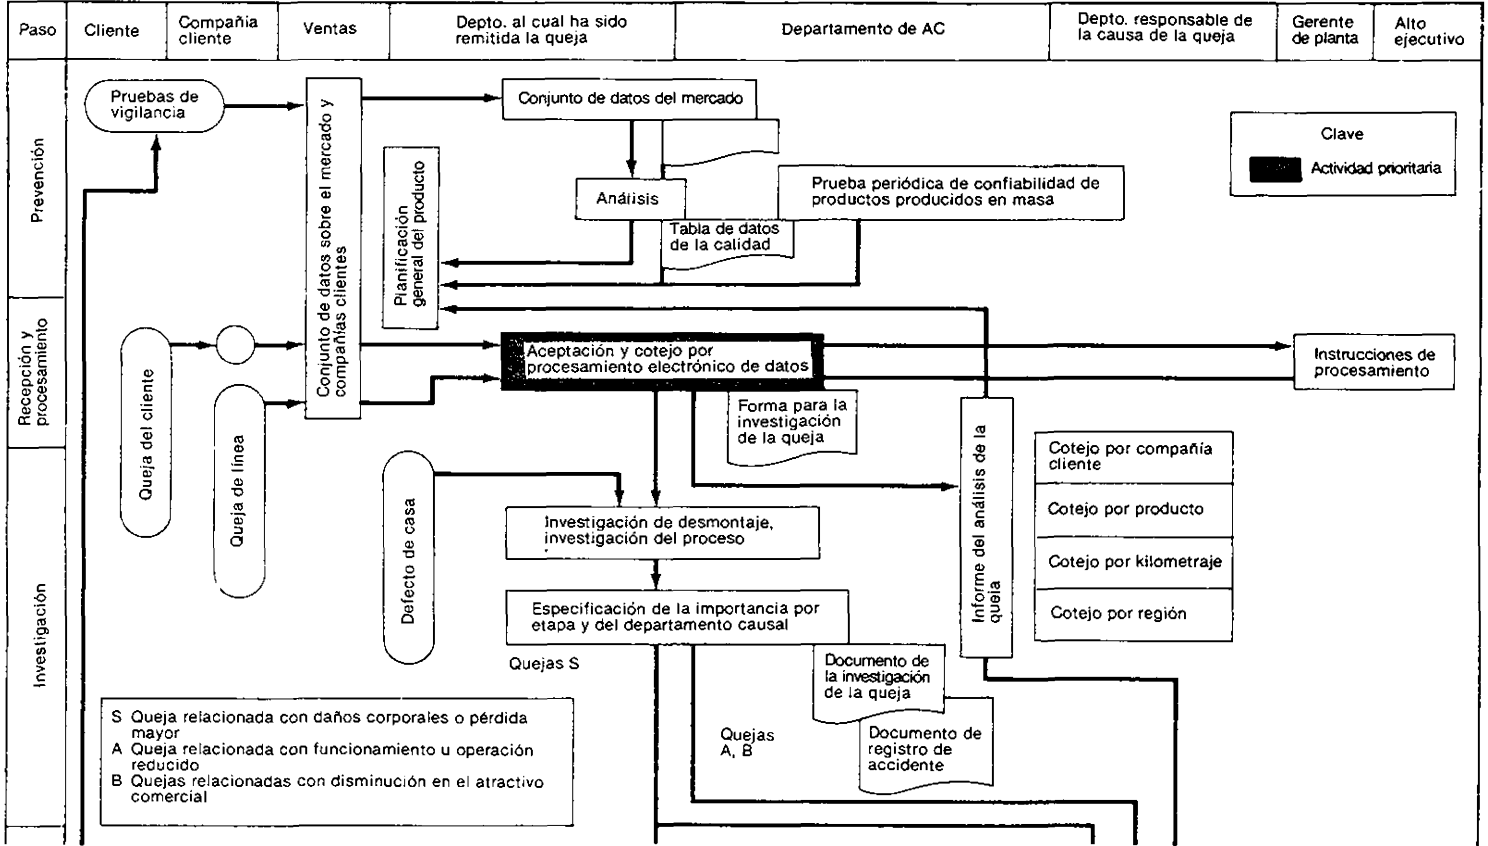 Paso
Cliente
Compañía
cliente
Ventas
Depto. al cual ha sido
remitida la queja
Departamento de AC
Depto. responsable de
la causa de la queja
Gerente
de planta
Alto
ejecutivo
Prevención
Pruebas de
vigilancia
Conjunto de datos sobre el mercado y
compañías clientes
Conjunto de datos del mercado
Planificación
general del producto
Análisis
Tabla de datos
de la calidad
Prueba periódica de confiabilidad de
productos producidos en masa
Clave
Actividad prioritaria
Recepción y
procesamiento
Queja del cliente
Queja de línea
Aceptación y cotejo por
procesamiento electrónico de datos
Instrucciones de
procesamiento
Forma para la
investigación
de la queja
Investigación
Defecto de casa
Investigación de desmontaje,
investigación del proceso
Informe del análisis de la
queja
Cotejo por compañía
cliente
Cotejo por producto
Cotejo por kilometraje
Cotejo por región
Especificación de la importancia por
etapa y del departamento causal
Quejas S
Documento de
la investigación
de la queja
Quejas
A, B
Documento de
registro de
accidente
S Queja relacionada con daños corporales o pérdida
mayor
A Queja relacionada con funcionamiento u operación
reducido
B Quejas relacionadas con disminución en el atractivo
comercial